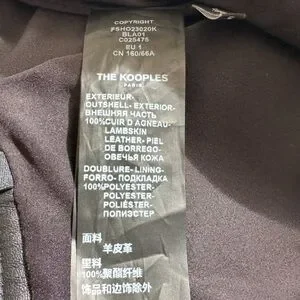 COPYRIGHT
FSHO23020K
BLA01
CO25475
EU 1
CN 160/66A
THE KOOPLES
PARIS
EXTERIEUR-
OUTSHELL- EXTERIOR-
ВНЕШНЯЯ ЧАСТЬ
100%CUIR D'AGNEAU-
LAMBSKIN
LEATHER- PIEL
DE BORREGO-
ОВЕЧЬЯ КОЖА
DOUBLURE- LINING-
FORRO- ПОДКЛАДКА
100%POLYESTER-
POLYESTER-
POLIÉSTER-
ПОЛИЭСТЕР
面料
羊皮革
里料
100%聚酯纤维
饰品和边饰除外